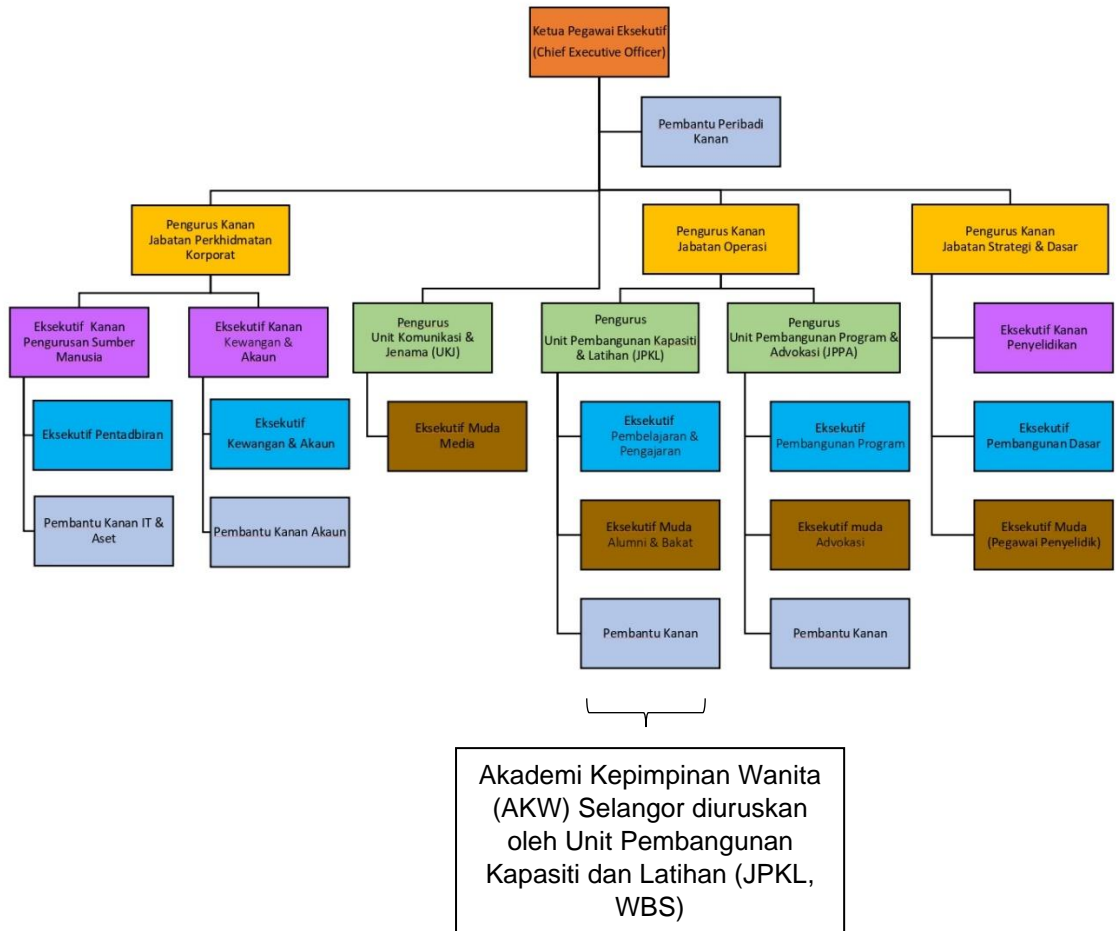 Ketua Pegawai Eksekutif
(Chief Executive Officer)
Pembantu Peribadi
Kanan
Pengurus Kanan
Jabatan Perkhidmatan
Korporat
Pengurus Kanan
Jabatan Operasi
Pengurus Kanan
Jabatan Strategi & Dasar
Eksekutif Kanan
Pengurusan Sumber
Manusia
Eksekutif Kanan
Kewangan &
Akaun
Pengurus
Unit Komunikasi &
Jenama (UKJ)
Pengurus
Unit Pembangunan Kapasiti
& Latihan (JPKL)
Pengurus
Unit Pembangunan Program &
Advokasi (JPPA)
Eksekutif Kanan
Penyelidikan
Eksekutif Pentadbiran
Eksekutif
Kewangan & Akaun
Eksekutif Muda
Media
Eksekutif
Pembelajaran &
Pengajaran
Eksekutif
Pembangunan Program
Eksekutif
Pembangunan Dasar
Pembantu Kanan IT &
Aset
Pembantu Kanan Akaun
Eksekutif Muda
Alumni & Bakat
Eksekutif muda
Advokasi
Eksekutif Muda
(Pegawai Penyelidik)
Pembantu Kanan
Pembantu Kanan
Akademi Kepimpinan Wanita
(AKW) Selangor diuruskan
oleh Unit Pembangunan
Kapasiti dan Latihan (JPKL,
WBS)